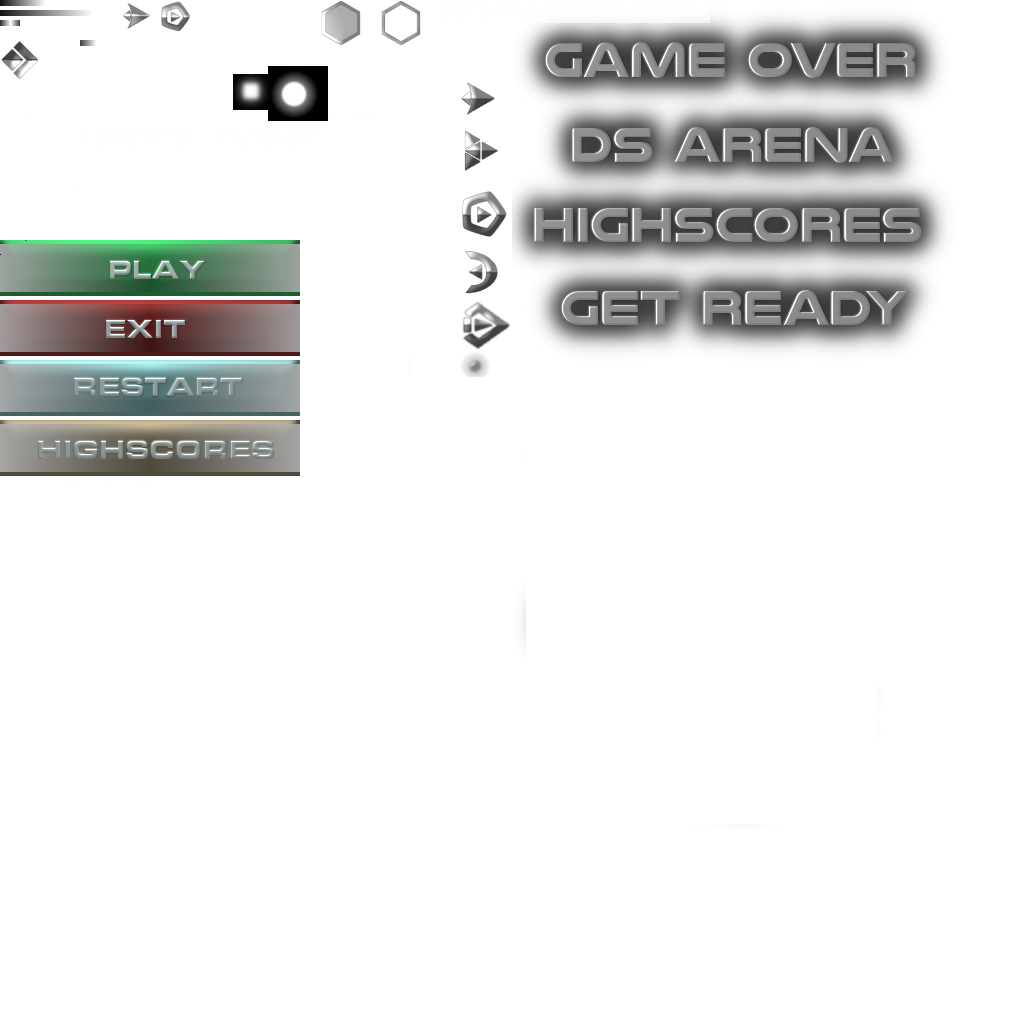 GAME OVER
DS ARENA
HIGHSCORES
GET READY
PLAY
EXIT
RESTART
HIGHSCORES